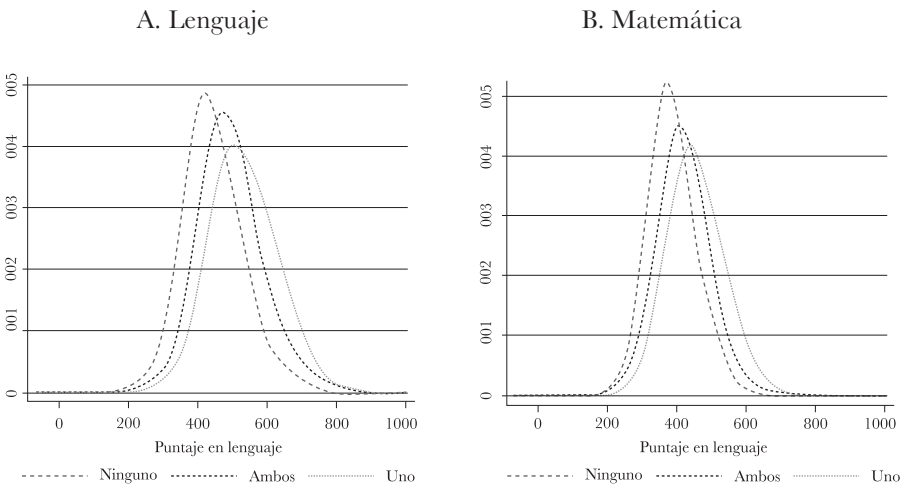 A. Lenguaje
005
004
003
002
001
0
0 200 400 600 800 1000
Puntaje en lenguaje
Ninguno Ambos Uno
B. Matemática
005
004
003
002
001
0
0 200 400 600 800 1000
Puntaje en lenguaje
Ninguno Ambos Uno